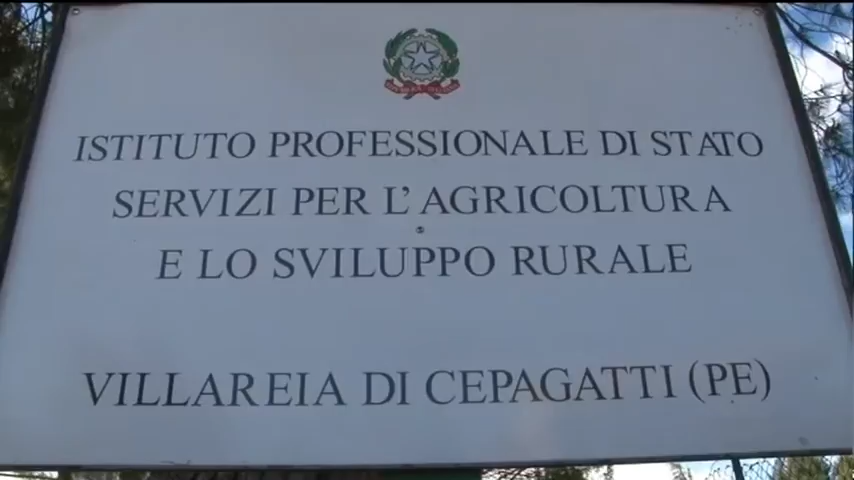 ISTITUTO PROFESSIONALE DI STATO
SERVIZI PER L'AGRICOLTURA
E LO SVILUPPO RURALE
VILLAREIA DI CEPAGATTI (PE)